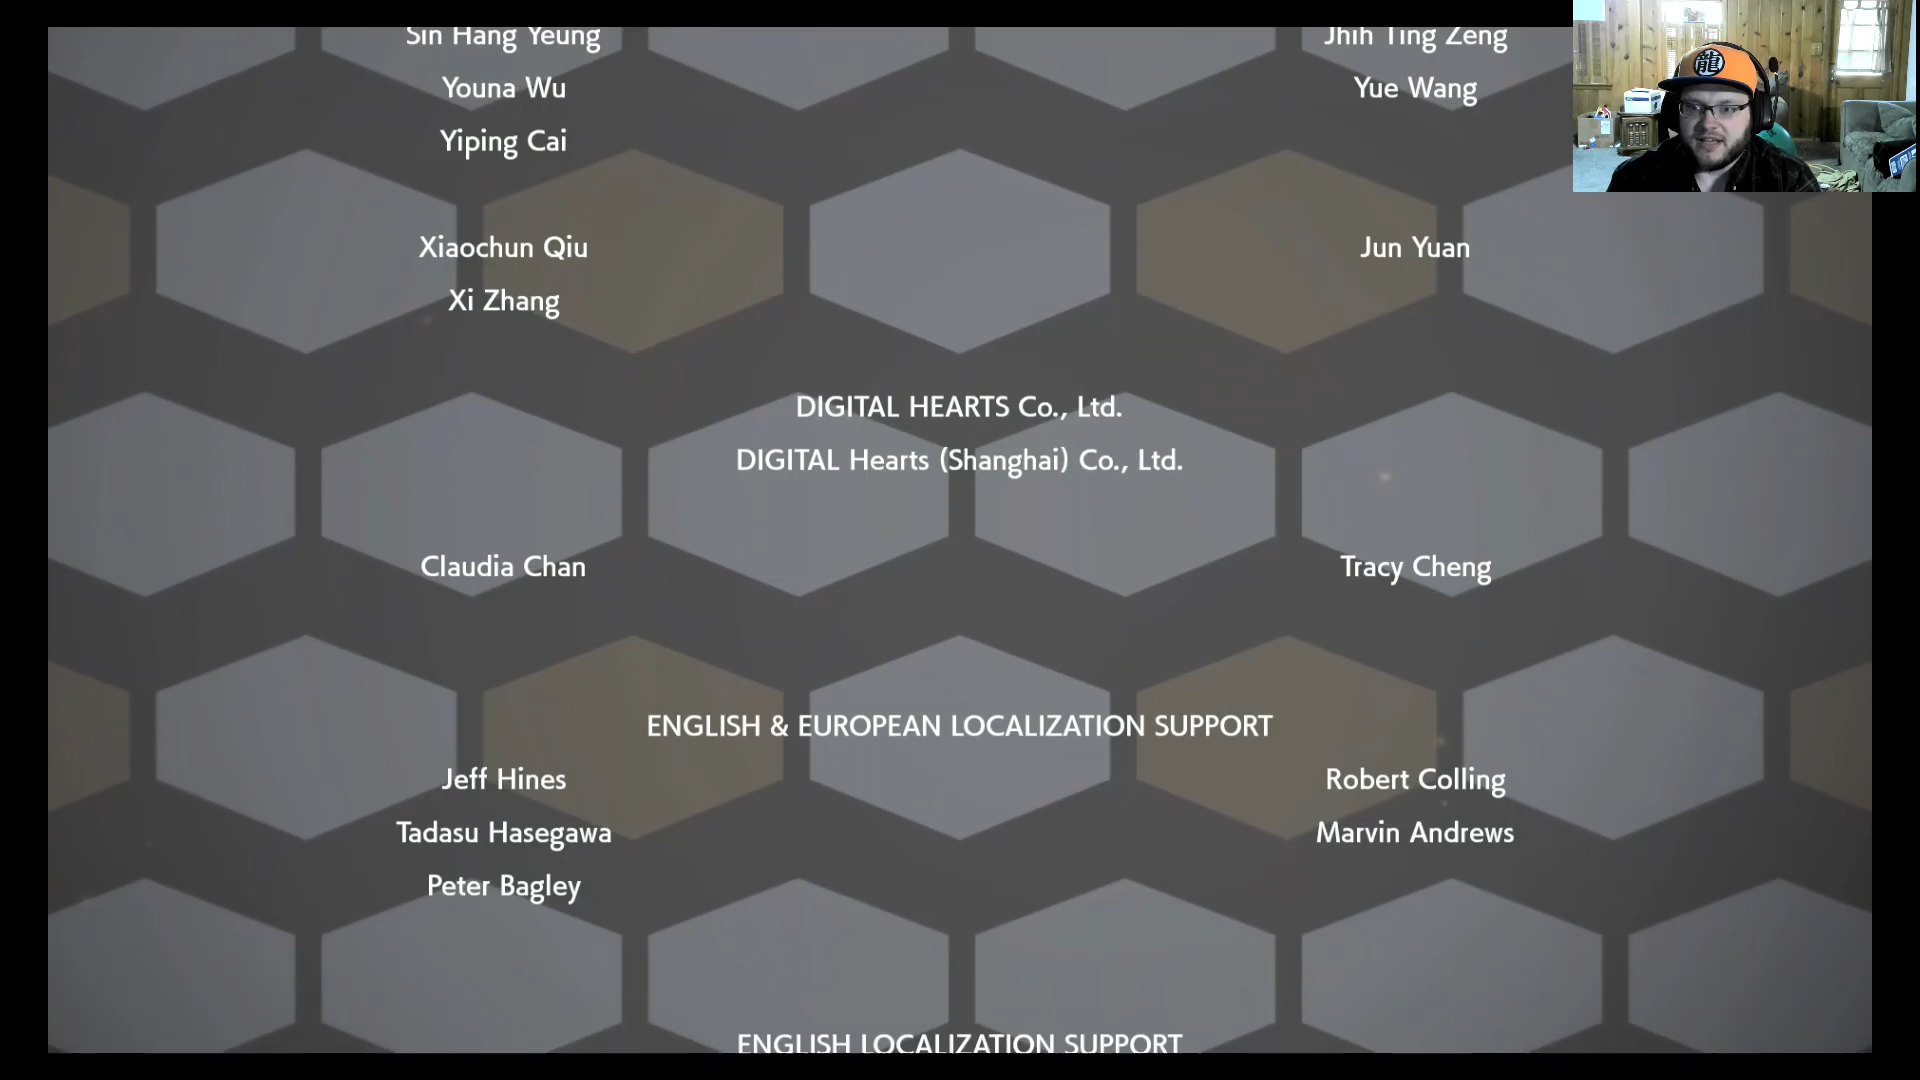 Sin Hang Yeung Jhih Ting Zeng
Youna Wu Yue Wang
Yiping Cai
Xiaochun Qiu Jun Yuan
Xi Zhang
DIGITAL HEARTS Co., Ltd.
DIGITAL Hearts (Shanghai) Co., Ltd.
Claudia Chan Tracy Cheng
ENGLISH & EUROPEAN LOCALIZATION SUPPORT
Jeff Hines Robert Colling
Tadasu Hasegawa Marvin Andrews
Peter Bagley
ENGLISH LOCALIZATION SUPPORT
龍